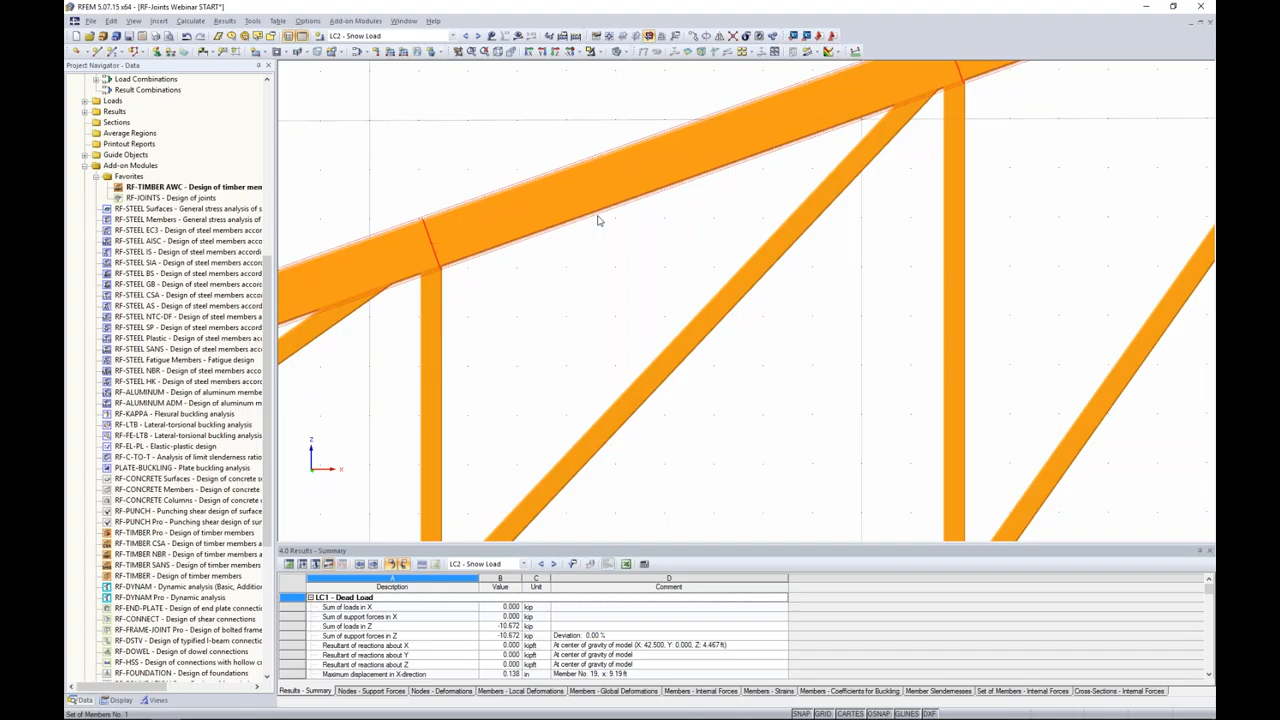 RFEM 5.07.15 x64 - [RF-Joints Webinar START*]
File Edit View Insert Calculate Results Tools Table Options Add-on Modules Window Help
LC2 - Snow Load
Project Navigator - Data
Load Combinations
Result Combinations
Loads
Results
Sections
Average Regions
Printout Reports
Guide Objects
Add-on Modules
Favorites
RF-TIMBER AWC - Design of timber mem
RF-JOINTS - Design of joints
RF-STEEL Surfaces - General stress analysis of s
RF-STEEL Members - General stress analysis of
RF-STEEL EC3 - Design of steel members accord
RF-STEEL AISC - Design of steel members accor
RF-STEEL IS - Design of steel members accordi
RF-STEEL SIA - Design of steel members accor
RF-STEEL BS - Design of steel members accord
RF-STEEL GB - Design of steel members accord
RF-STEEL CSA - Design of steel members accor
RF-STEEL AS - Design of steel members accord
RF-STEEL NTC-DF - Design of steel members a
RF-STEEL SP - Design of steel members accord
RF-STEEL Plastic - Design of steel members acc
RF-STEEL SANS - Design of steel members acco
RF-STEEL Fatigue Members - Fatigue design
RF-STEEL NBR - Design of steel members acco
RF-STEEL HK - Design of steel members accord
RF-ALUMINUM - Design of aluminum member
RF-ALUMINUM ADM - Design of aluminum m
RF-KAPPA - Flexural buckling analysis
RF-LTB - Lateral-torsional buckling analysis
RF-FE-LTB - Lateral-torsional buckling analysis
RF-EL-PL - Elastic-plastic design
RF-C-TO-T - Analysis of limit slenderness ratio
PLATE-BUCKLING - Plate buckling analysis
RF-CONCRETE Surfaces - Design of concrete su
RF-CONCRETE Members - Design of concrete
RF-CONCRETE Columns - Design of concrete c
RF-PUNCH - Punching shear design of surface
RF-PUNCH Pro - Punching shear design of surf
RF-TIMBER Pro - Design of timber members
RF-TIMBER CSA - Design of timber members a
RF-TIMBER NBR - Design of timber members a
RF-TIMBER SANS - Design of timber members
RF-TIMBER - Design of timber members
RF-DYNAM - Dynamic analysis (Basic, Addition
RF-DYNAM Pro - Dynamic analysis
RF-END-PLATE - Design of end plate connecti
RF-CONNECT - Design of shear connections
RF-FRAME-JOINT Pro - Design of bolted frame
RF-DSTV - Design of typified I-beam connectio
RF-DOWEL - Design of dowel connections
RF-HSS - Design of connections with hollow c
RF-FOUNDATION - Design of foundations
Data Display Views
Z
X
4.0 Results - Summary
LC2 - Snow Load
A B C D
Description Value Unit Comment
LC1 - Dead Load
Sum of loads in X 0.000 kip
Sum of support forces in X 0.000 kip
Sum of loads in Z -10.672 kip
Sum of support forces in Z -10.672 kip Deviation: 0.00 %
Resultant of reactions about X 0.000 kipft At center of gravity of model (X: 42.500, Y: 0.000, Z: 4.467 ft)
Resultant of reactions about Y 0.000 kipft At center of gravity of model
Resultant of reactions about Z 0.000 kipft At center of gravity of model
Maximum displacement in X-direction 0.138 in Member No. 19, x: 9.19 ft
Results - Summary Nodes - Support Forces Nodes - Deformations Members - Local Deformations Members - Global Deformations Members - Internal Forces Members - Strains Members - Coefficients for Buckling Member Slendernesses Set of Members - Internal Forces Cross-Sections - Internal Forces
Set of Members No. 1
SNAP GRID CARTES OSNAP GLINES DXF